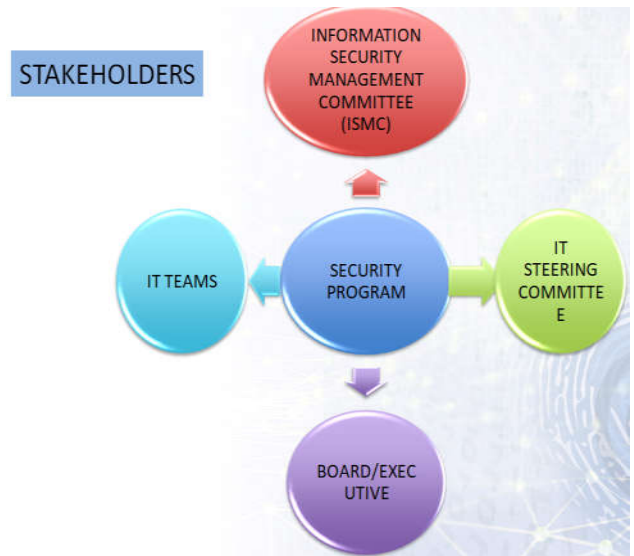 STAKEHOLDERS
INFORMATION
SECURITY
MANAGEMENT
COMMITTEE
(ISMC)
IT TEAMS
SECURITY
PROGRAM
IT
STEERING
COMMITTE
E
BOARD/EXEC
UTIVE